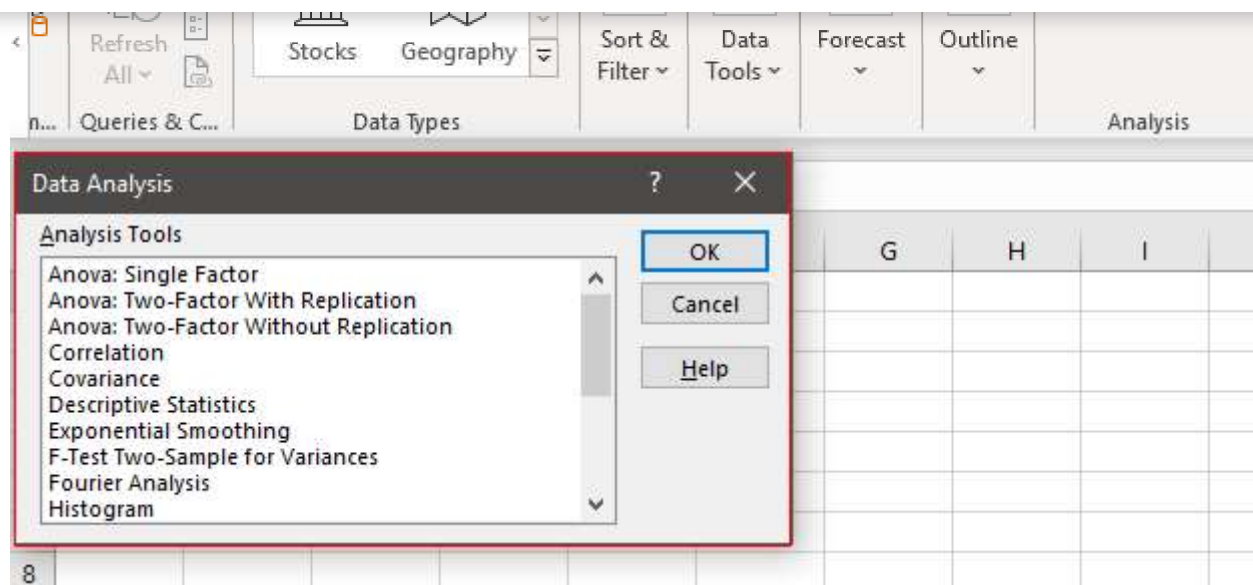 Refresh All
Stocks
Geography
Sort & Filter
Data Tools
Forecast
Outline
n...
Queries & C...
Data Types
Analysis
Data Analysis
?
Analysis Tools
OK
Cancel
Help
Anova: Single Factor
Anova: Two-Factor With Replication
Anova: Two-Factor Without Replication
Correlation
Covariance
Descriptive Statistics
Exponential Smoothing
F-Test Two-Sample for Variances
Fourier Analysis
Histogram
G H I
8